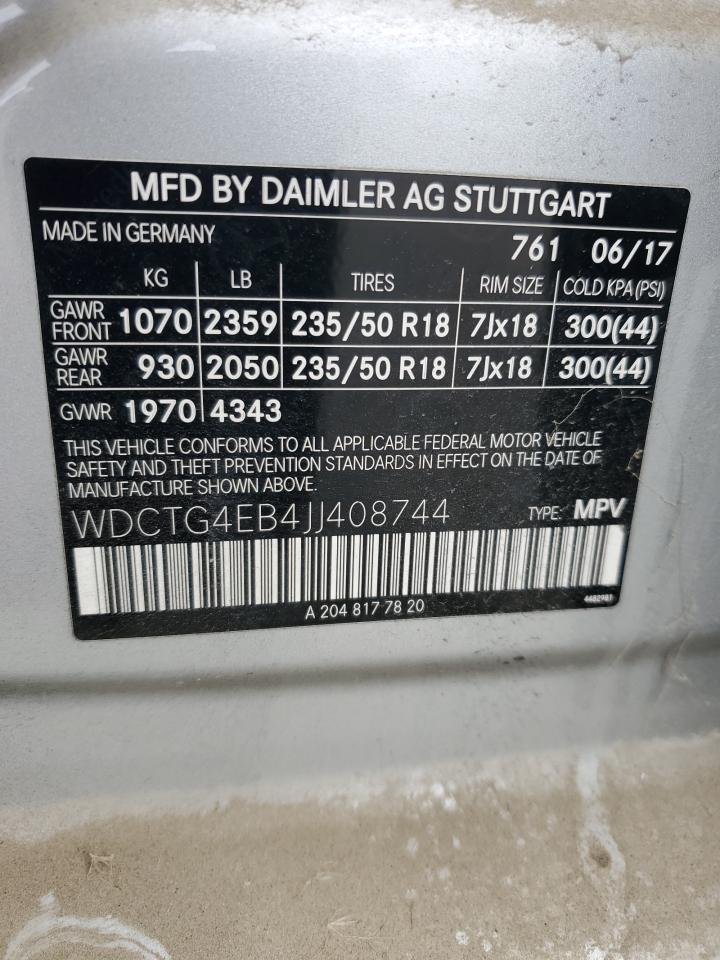 MFD BY DAIMLER AG STUTTGART
MADE IN GERMANY 761 06/17
KG LB TIRES RIM SIZE COLD KPA(PSI)
GAWR FRONT 1070 2359 235/50 R18 7Jx18 300(44)
GAWR REAR 930 2050 235/50 R18 7Jx18 300(44)
GVWR 1970 4343
THIS VEHICLE CONFORMS TO ALL APPLICABLE FEDERAL MOTOR VEHICLE
SAFETY AND THEFT PREVENTION STANDARDS IN EFFECT ON THE DATE OF
MANUFACTURE SHOWN ABOVE.
WDCTG4EB4JJ408744 TYPE: MPV
A 204 817 78 20 4482981